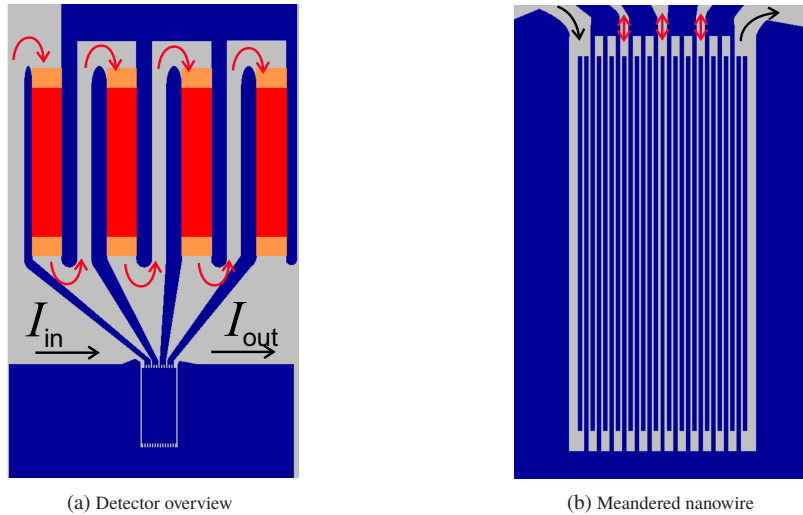 I_in
I_out
(a) Detector overview
(b) Meandered nanowire